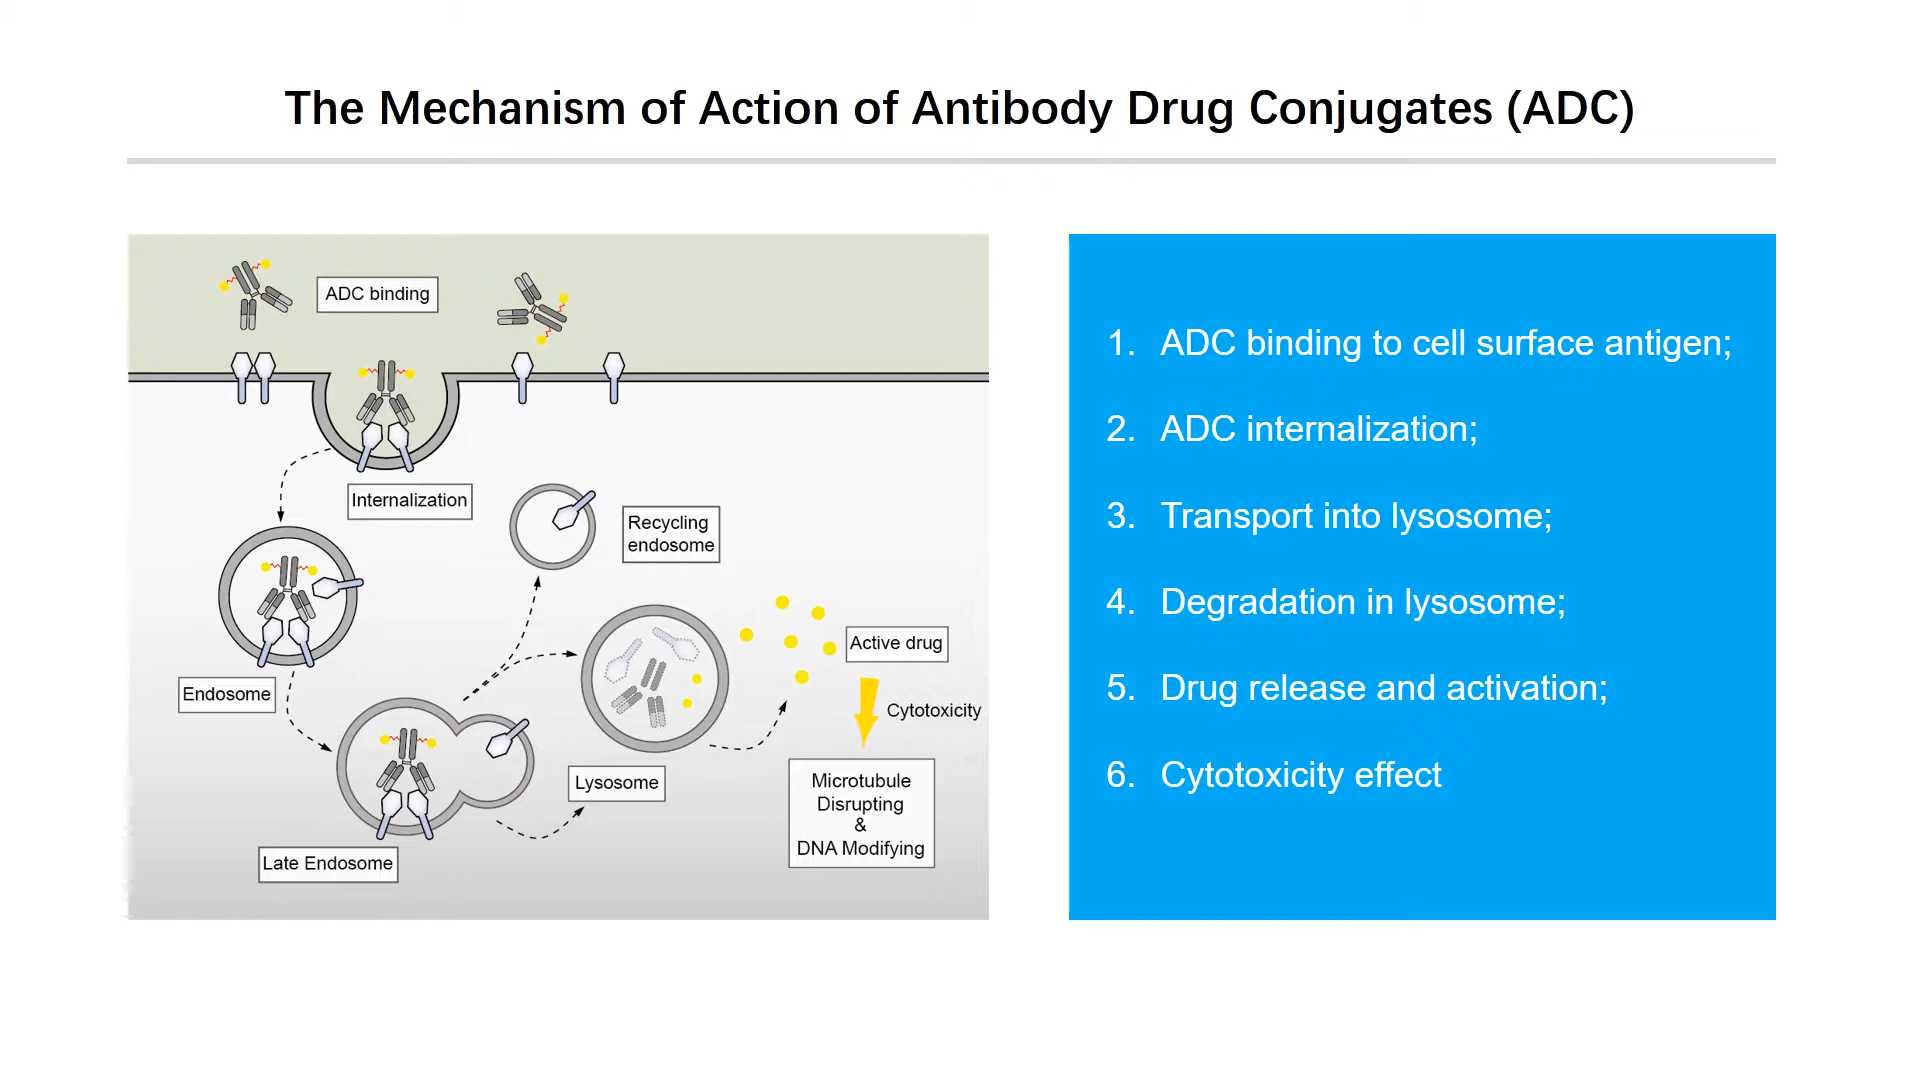 The Mechanism of Action of Antibody Drug Conjugates (ADC)
ADC binding
Internalization
Recycling
endosome
Endosome
Active drug
Cytotoxicity
Lysosome
Microtubule
Disrupting
&
DNA Modifying
Late Endosome
1. ADC binding to cell surface antigen;
2. ADC internalization;
3. Transport into lysosome;
4. Degradation in lysosome;
5. Drug release and activation;
6. Cytotoxicity effect